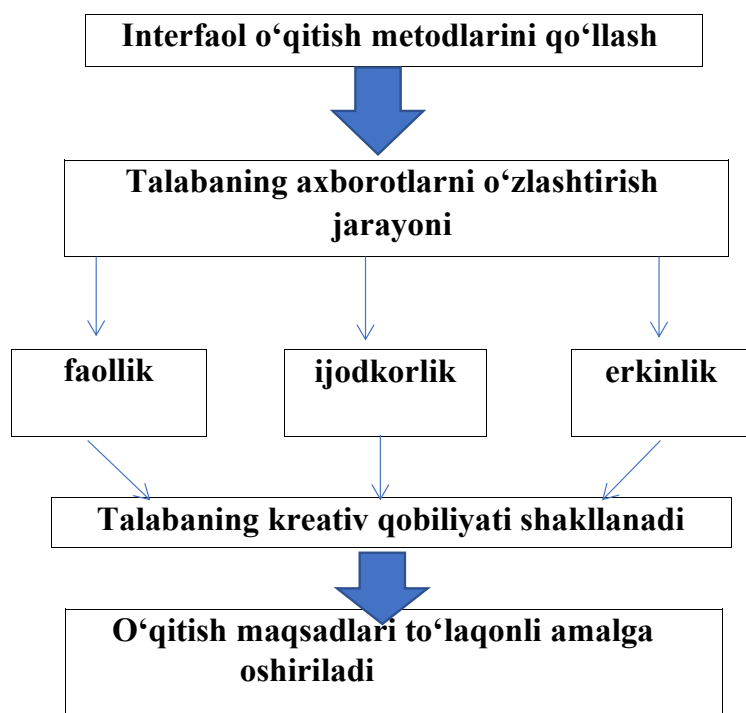 Interfaol o‘qitish metodlarini qo‘llash
Talabaning axborotlarni o‘zlashtirish
jarayoni
faollik
ijodkorlik
erkinlik
Talabaning kreativ qobiliyati shakllanadi
O‘qitish maqsadlari to‘laqonli amalga
oshiriladi